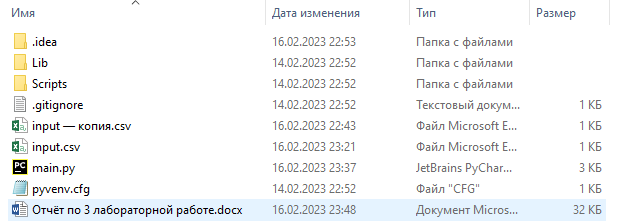 Имя Дата изменения Тип Размер
.idea 16.02.2023 22:53 Папка с файлами
Lib 14.02.2023 22:52 Папка с файлами
Scripts 14.02.2023 22:52 Папка с файлами
.gitignore 14.02.2023 22:52 Текстовый докум... 1 КБ
input — копия.csv 16.02.2023 22:43 Файл Microsoft E... 1 КБ
input.csv 16.02.2023 23:21 Файл Microsoft E... 1 КБ
PC main.py 16.02.2023 23:37 JetBrains PyChar... 3 КБ
pyvenv.cfg 14.02.2023 22:52 Файл "CFG" 1 КБ
Отчёт по 3 лабораторной работе.docx 16.02.2023 23:48 Документ Micros... 32 КБ